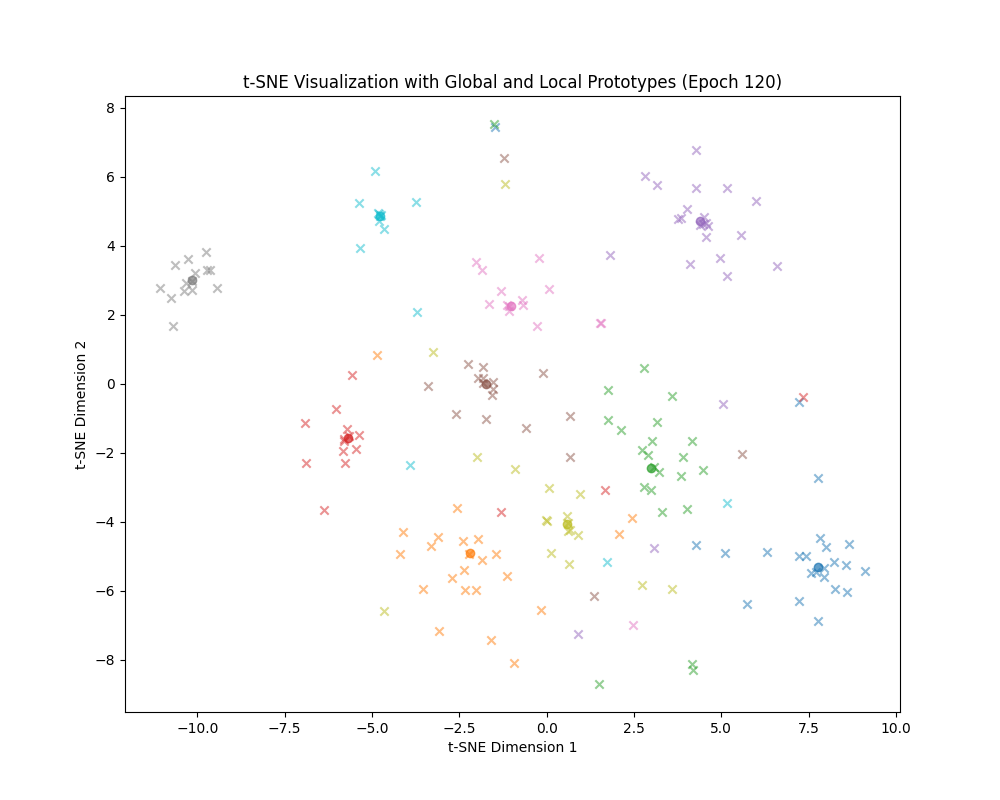 t-SNE Visualization with Global and Local Prototypes (Epoch 120)
8
6
4
2
0
−2
−4
−6
−8
t-SNE Dimension 2
−10.0 −7.5 −5.0 −2.5 0.0 2.5 5.0 7.5 10.0
t-SNE Dimension 1